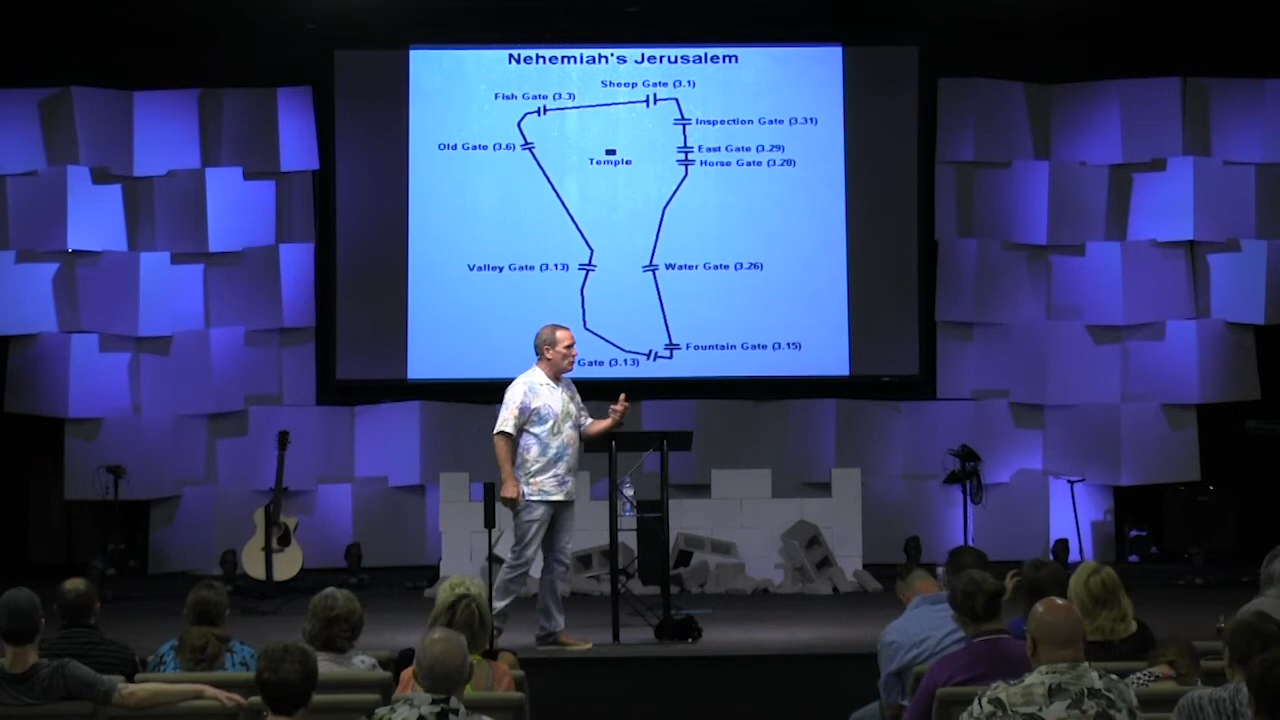 Nehemiah's Jerusalem
Sheep Gate (3.1)
Fish Gate (3.3)
Inspection Gate (3.31)
Old Gate (3.6)
East Gate (3.29)
Temple
Horse Gate (3.28)
Valley Gate (3.13)
Water Gate (3.26)
Fountain Gate (3.15)
Gate (3.13)